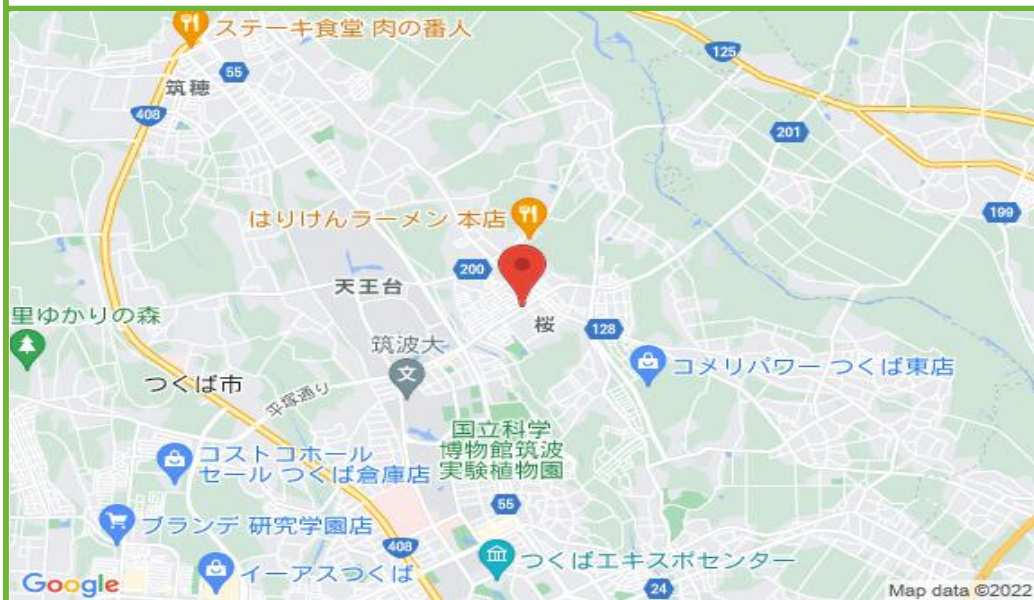 ステーキ食堂 肉の番人
125
55
筑穂
408
201
はりけんラーメン 本店
199
200
天王台
桜
128
里ゆかりの森
筑波大
文
コメリパワー つくば東店
つくば市
平塚通り
国立科学
博物館筑波
実験植物園
コストコホール
セール つくば倉庫店
55
ブランデ 研究学園店
408
つくばエキスポセンター
イーアスつくば
24
Google
Map data ©2022